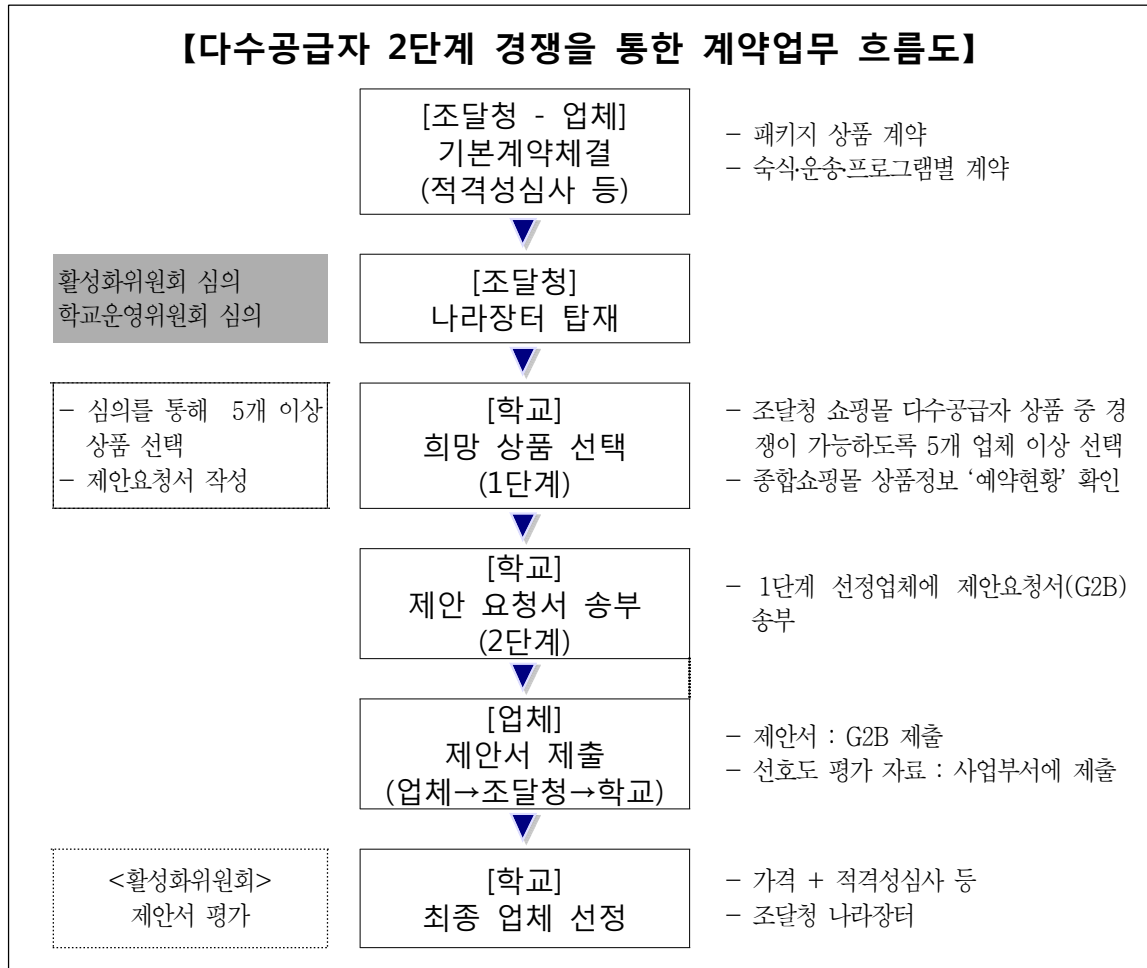 【다수공급자 2단계 경쟁을 통한 계약업무 흐름도】
[조달청 - 업체]
기본계약체결
(적격성심사 등)
- 패키지 상품 계약
- 숙식·운송·프로그램별 계약
활성화위원회 심의
학교운영위원회 심의
[조달청]
나라장터 탑재
- 심의를 통해 5개 이상
상품 선택
- 제안요청서 작성
[학교]
희망 상품 선택
(1단계)
- 조달청 쇼핑몰 다수공급자 상품 중 경
쟁이 가능하도록 5개 업체 이상 선택
- 종합쇼핑몰 상품정보 ‘예약현황’ 확인
[학교]
제안 요청서 송부
(2단계)
- 1단계 선정업체에 제안요청서(G2B)
송부
[업체]
제안서 제출
(업체→조달청→학교)
- 제안서 : G2B 제출
- 선호도 평가 자료 : 사업부서에 제출
<활성화위원회>
제안서 평가
[학교]
최종 업체 선정
- 가격 + 적격성심사 등
- 조달청 나라장터